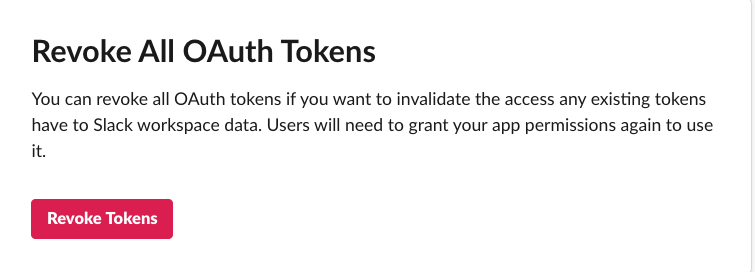 Revoke All OAuth Tokens
You can revoke all OAuth tokens if you want to invalidate the access any existing tokens
have to Slack workspace data. Users will need to grant your app permissions again to use
it.
Revoke Tokens